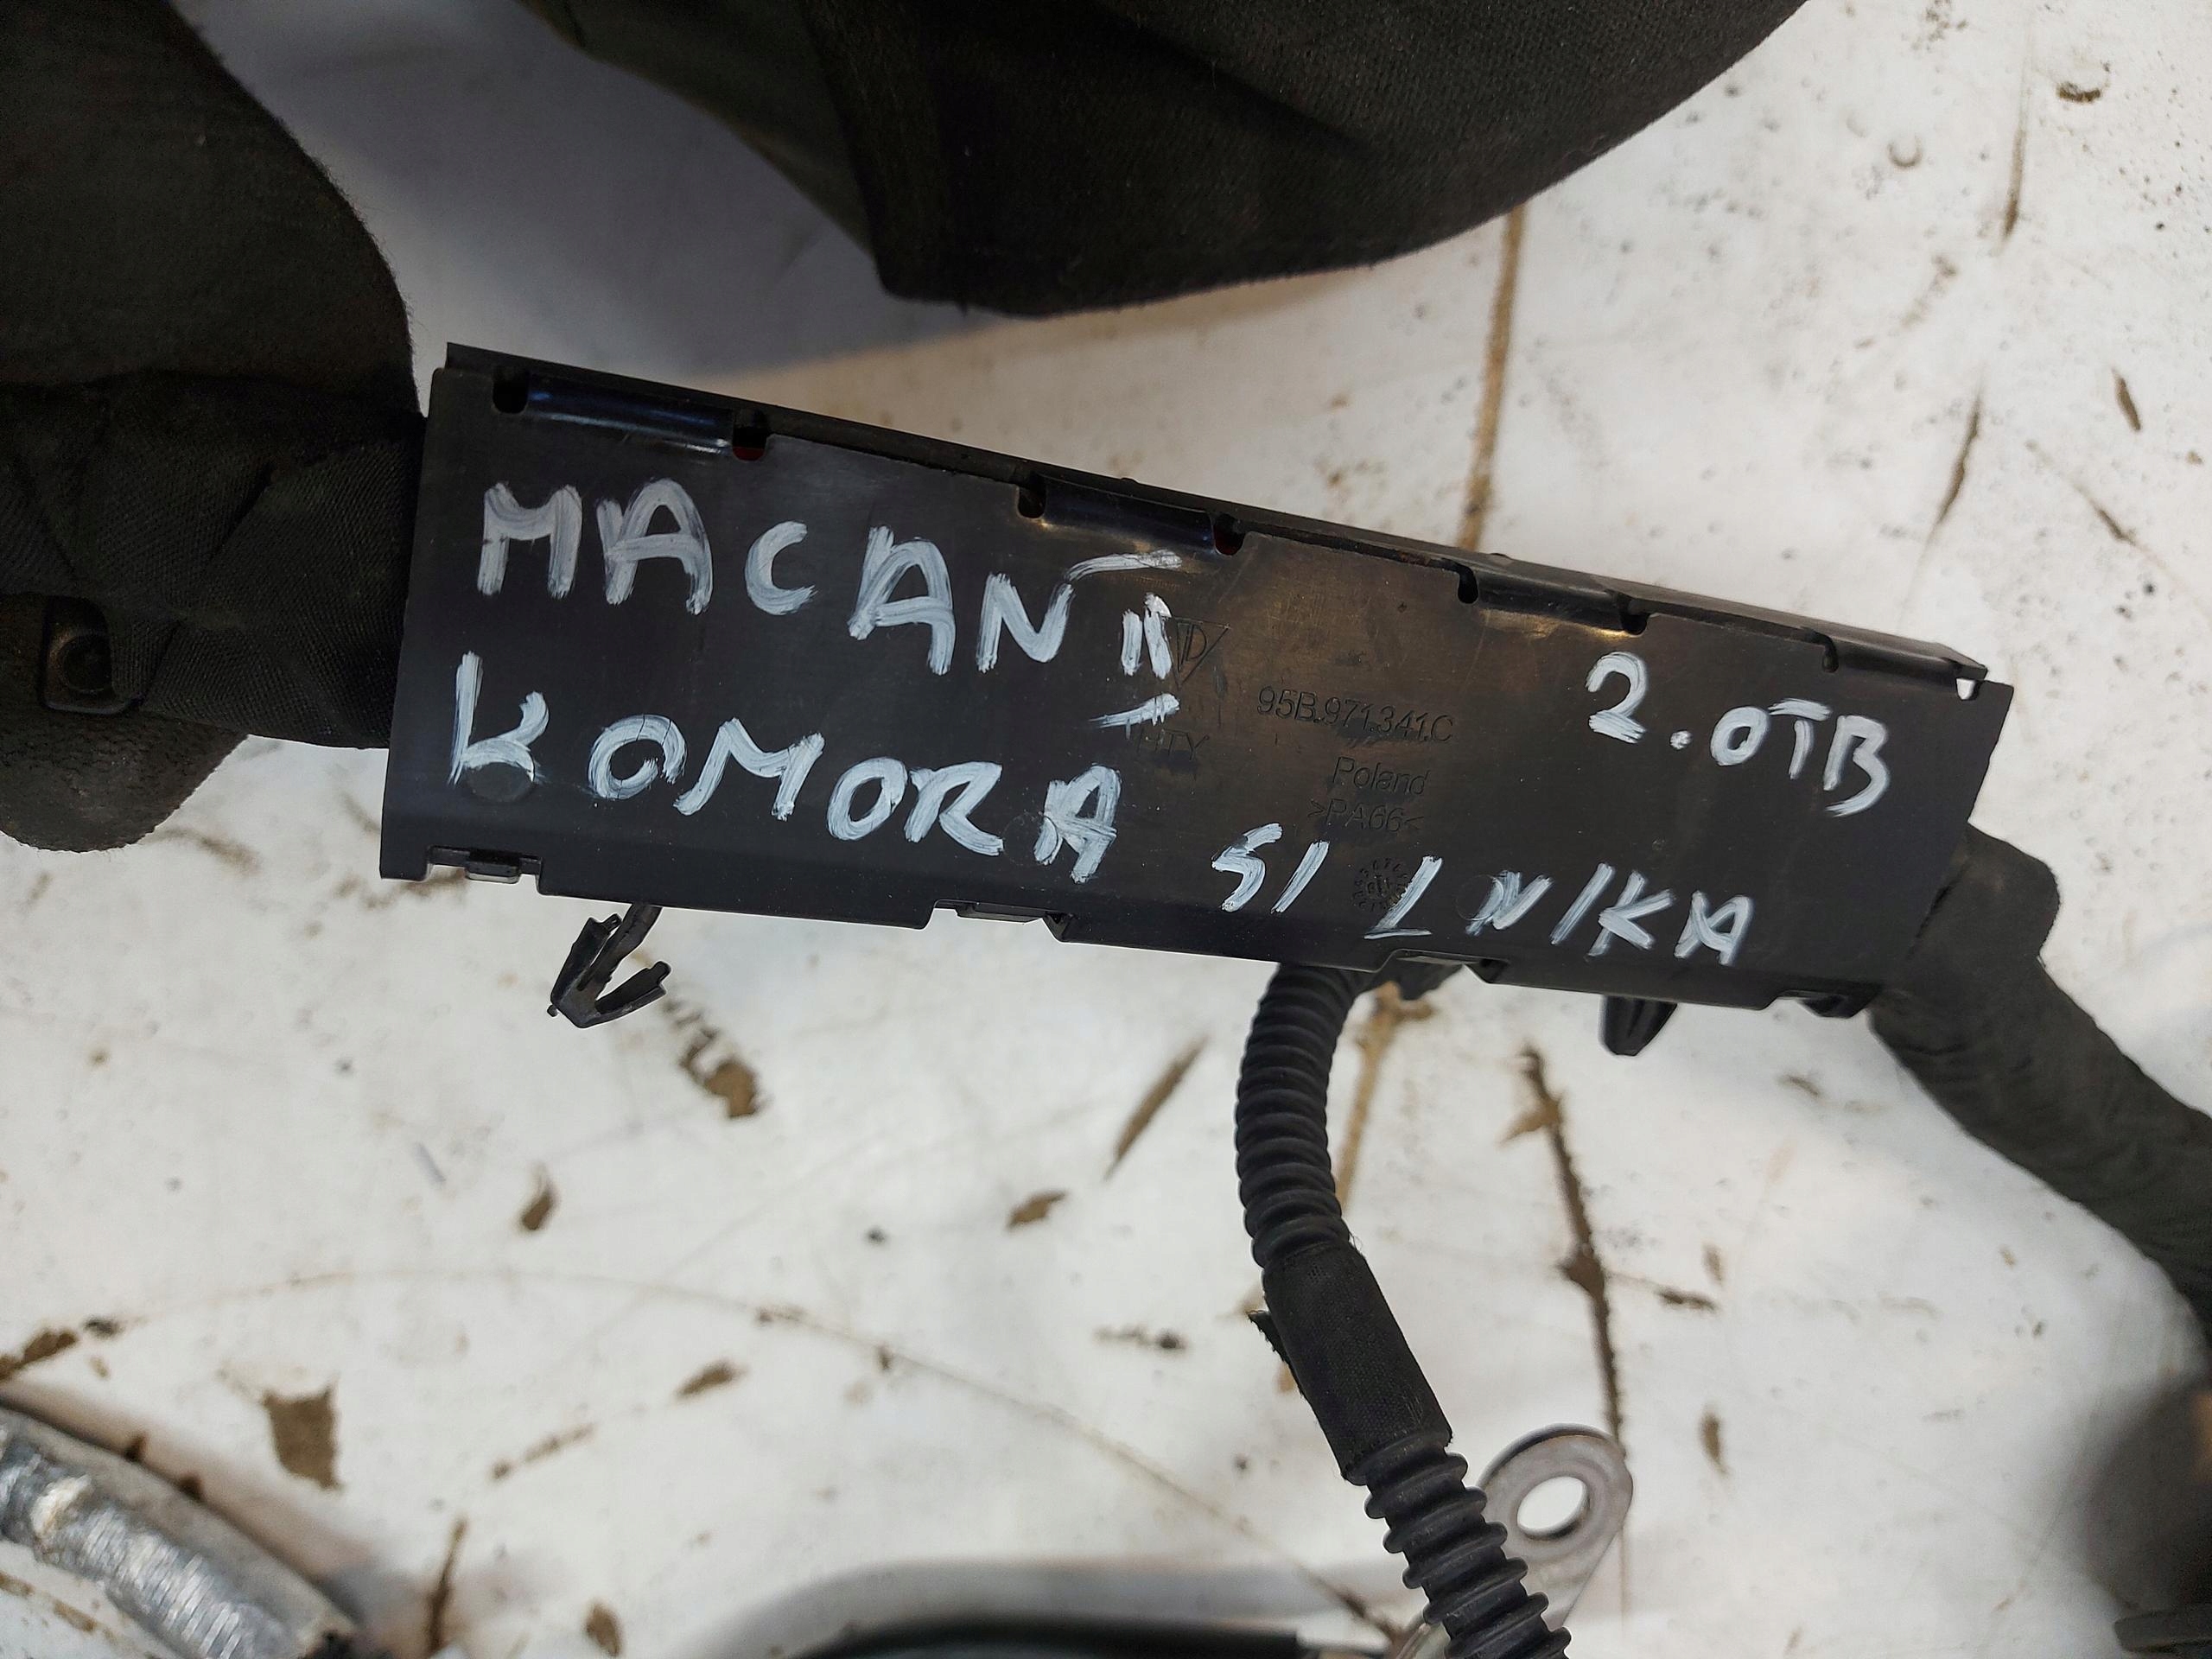 MACAN II
2.0TB
KOMORA SILNIKA
95B.971.341.C
Poland
>PA66<